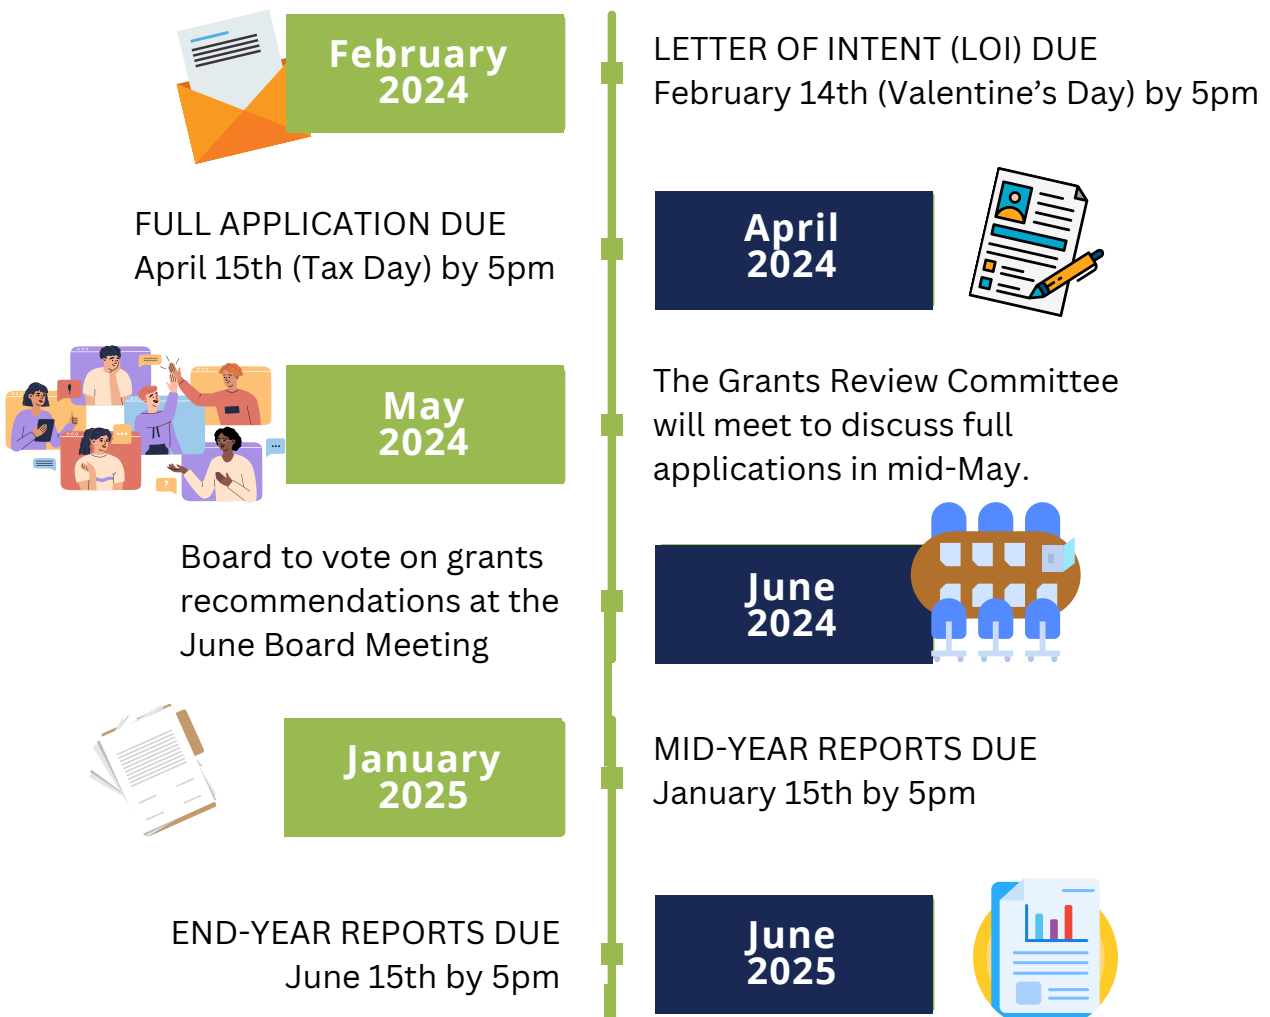 February
2024
LETTER OF INTENT (LOI) DUE
February 14th (Valentine’s Day) by 5pm
FULL APPLICATION DUE
April 15th (Tax Day) by 5pm
April
2024
May
2024
The Grants Review Committee
will meet to discuss full
applications in mid-May.
Board to vote on grants
recommendations at the
June Board Meeting
June
2024
January
2025
MID-YEAR REPORTS DUE
January 15th by 5pm
END-YEAR REPORTS DUE
June 15th by 5pm
June
2025